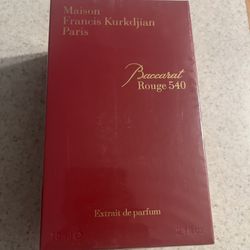 Maison
Francis Kurkdjian
Paris
Baccarat
Rouge 540
Extrait de parfum